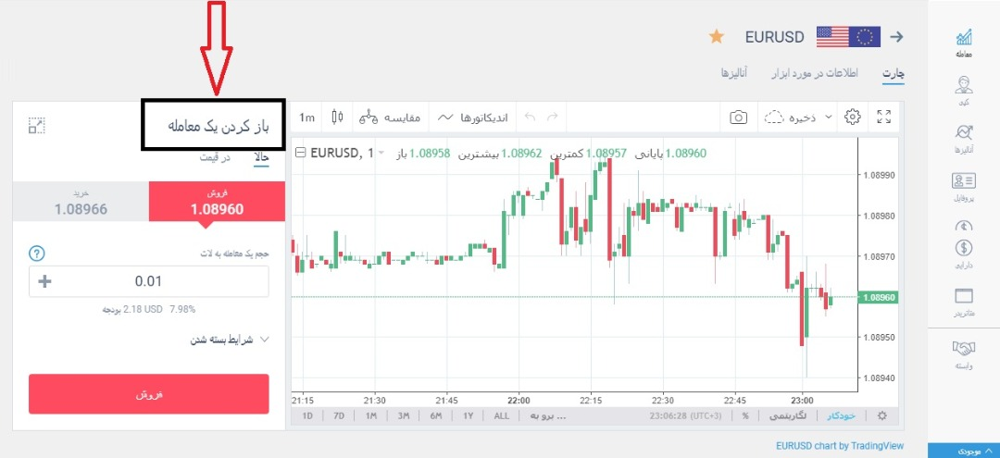 EURUSD
چارت اطلاعات در مورد ابزار آنالیزها
باز کردن یک معامله
حالا در قیمت
فروش
1.08960
خرید
1.08966
حجم یک معامله به لات
?
0.01
بودجه 2.18 USD 7.98%
شرایط بسته شدن
فروش
1m مقایسه اندیکاتورها ذخیره
EURUSD, 1 باز 1.08958 بیشترین 1.08962 کمترین 1.08957 پایانی 1.08960
1.08990
1.08980
1.08970
1.08960
1.08950
1.08940
21:15 21:30 21:45 22:00 22:15 22:30 22:45 23:00
1D 7D 1M 3M 6M 1Y ALL برو به ... 23:06:28 (UTC+3) % لگاریتمی خودکار
EURUSD chart by TradingView
معامله
کپی
آنالیزها
پروفایل
دارایی
متاتریدر
وابسته
موجودی